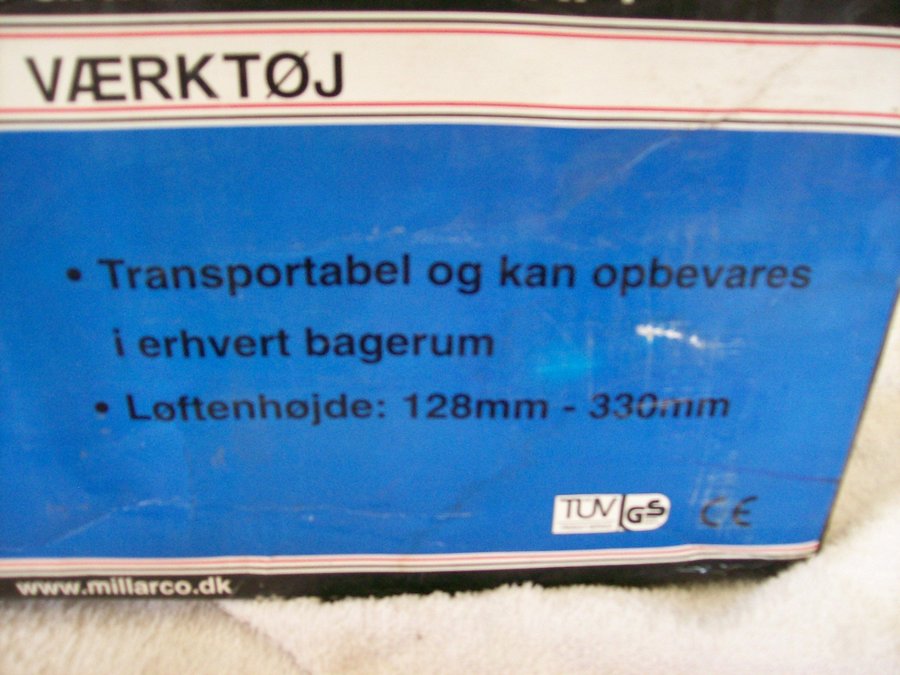 VÆRKTØJ
• Transportabel og kan opbevares
i erhvert bagerum
• Løftenhøjde: 128mm - 330mm
TÜV GS CE
www.millarco.dk